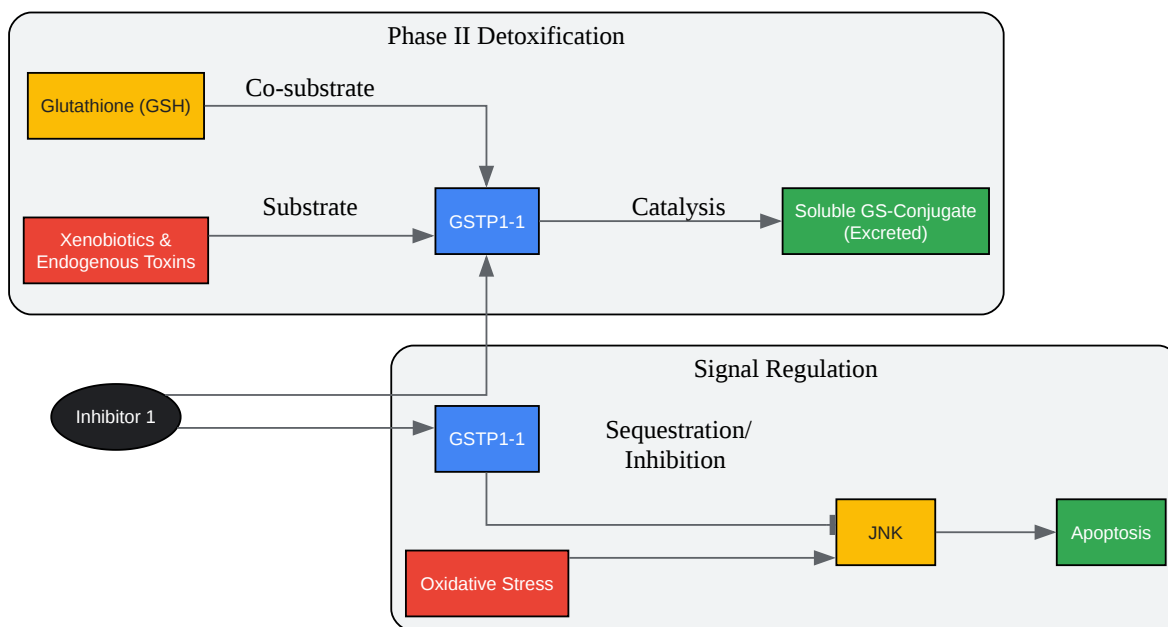 Phase II Detoxification
Glutathione (GSH)
Co-substrate
Xenobiotics &
Endogenous Toxins
Substrate
GSTP1-1
Catalysis
Soluble GS-Conjugate
(Excreted)
Inhibitor 1
Signal Regulation
GSTP1-1
Sequestration/
Inhibition
Oxidative Stress
JNK
Apoptosis